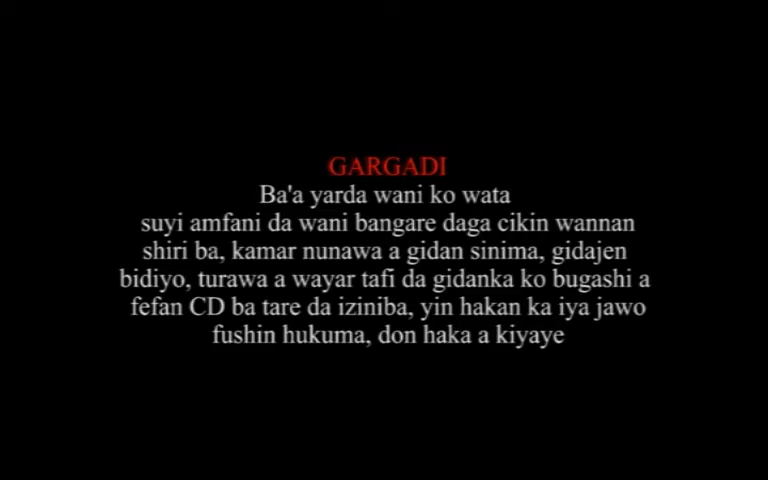 GARGADI
Ba'a yarda wani ko wata
suyi amfani da wani bangare daga cikin wannan
shiri ba, kamar nunawa a gidan sinima, gidajen
bidiyo, turawa a wayar tafi da gidanka ko bugashi a
fefan CD ba tare da iziniba, yin hakan ka iya jawo
fushin hukuma, don haka a kiyaye